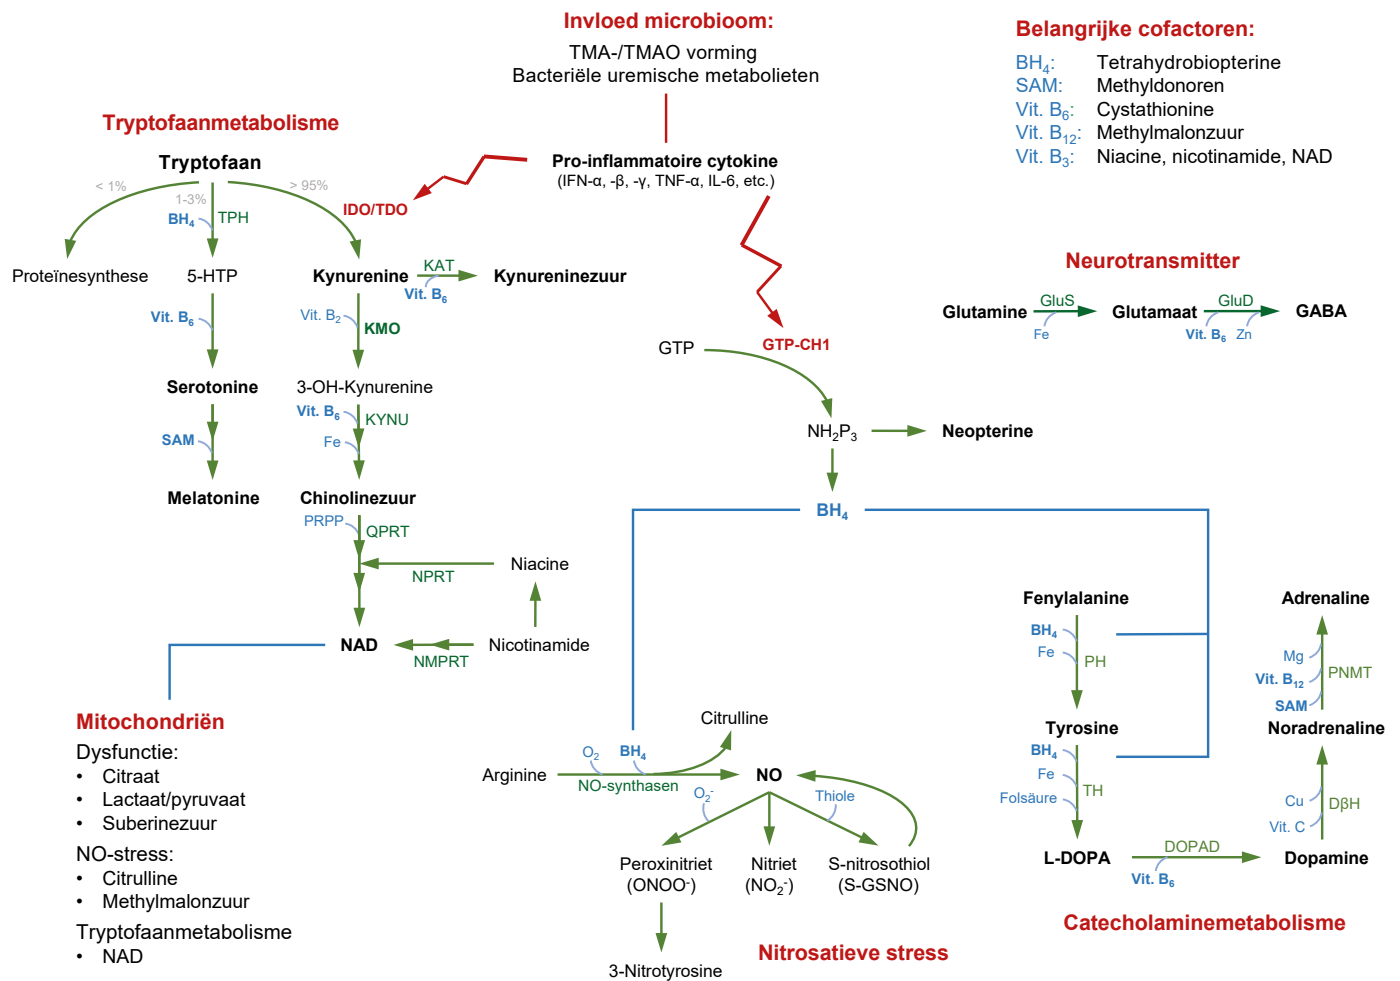 Invloed microbioom:
TMA-/TMAO vorming
Bacteriële uremische metabolieten
Belangrijke cofactoren:
BH₄: Tetrahydrobiopterine
SAM: Methyldonoren
Vit. B₆: Cystathionine
Vit. B₁₂: Methylmalonzuur
Vit. B₃: Niacine, nicotinamide, NAD
Pro-inflammatoire cytokine
(IFN-α, -β, -γ, TNF-α, IL-6, etc.)
Tryptofaanmetabolisme
Tryptofaan
< 1%
1-3%
> 95%
BH₄
TPH
IDO/TDO
Proteïnesynthese
5-HTP
Kynurenine
KAT
Vit. B₆
Kynureninezuur
Vit. B₆
Vit. B₂
KMO
Serotonine
3-OH-Kynurenine
SAM
Vit. B₆
KYNU
Fe
Melatonine
Chinolinezuur
PRPP
QPRT
NPRT
Niacine
NAD
NMPRT
Nicotinamide
GTP
GTP-CH1
NH₂P₃
Neopterine
BH₄
Neurotransmitter
Glutamine
GluS
Fe
Glutamaat
GluD
Vit. B₆
Zn
GABA
Mitochondriën
Dysfunctie:
• Citraat
• Lactaat/pyruvaat
• Suberinezuur
NO-stress:
• Citrulline
• Methylmalonzuur
Tryptofaanmetabolisme
• NAD
Citrulline
Arginine
O₂
BH₄
NO-synthasen
NO
O₂⁻
Thiole
Peroxinitriet
(ONOO⁻)
Nitriet
(NO₂⁻)
S-nitrosothiol
(S-GSNO)
3-Nitrotyrosine
Nitrosatieve stress
Fenylalanine
BH₄
Fe
PH
Tyrosine
BH₄
Fe
Folsäure
TH
L-DOPA
DOPAD
Vit. B₆
Dopamine
Vit. C
Cu
DβH
Noradrenaline
SAM
Vit. B₁₂
Mg
PNMT
Adrenaline
Catecholaminemetabolisme